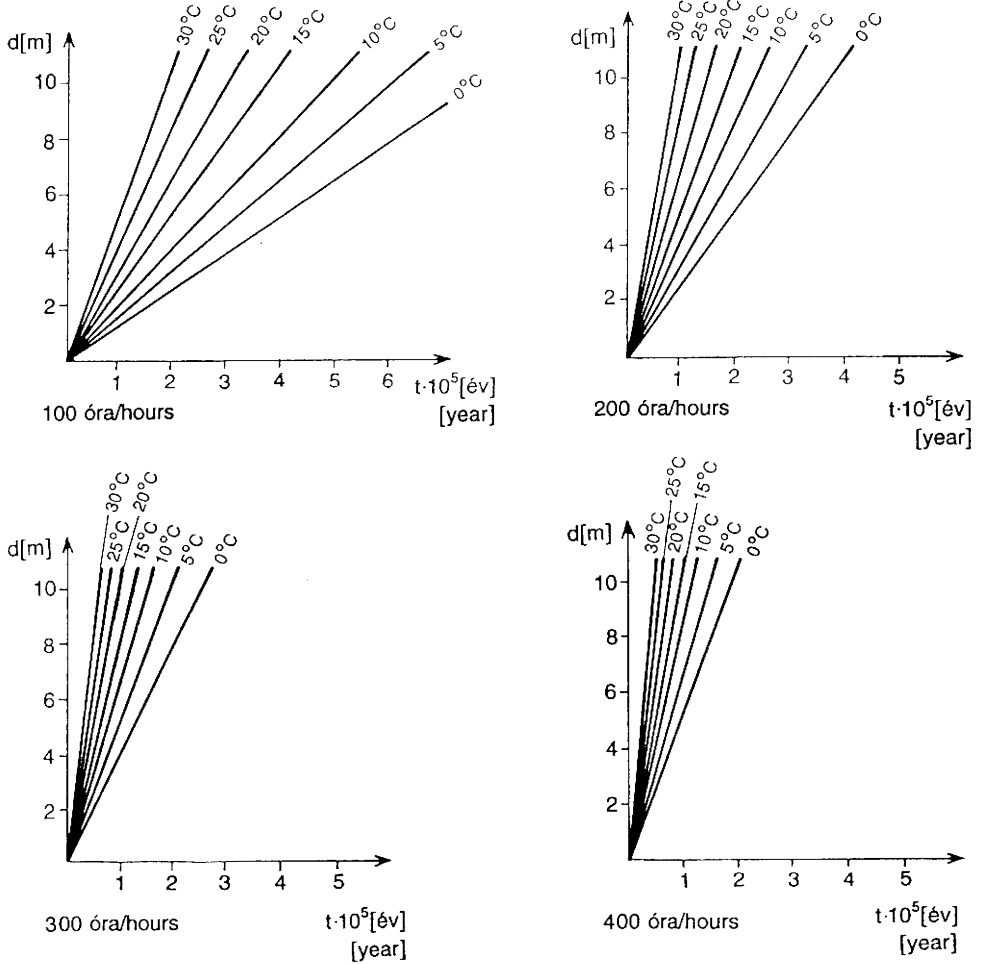 d[m]
30°C 25°C 20°C 15°C 10°C 5°C 0°C
10
8
6
4
2
1 2 3 4 5 6
t·10⁵[év]
[year]
100 óra/hours
d[m]
30°C 25°C 20°C 15°C 10°C 5°C 0°C
10
8
6
4
2
1 2 3 4 5
t·10⁵[év]
[year]
200 óra/hours
d[m]
30°C 20°C
25°C 15°C 10°C 5°C 0°C
10
8
6
4
2
1 2 3 4 5
t·10⁵[év]
[year]
300 óra/hours
d[m]
25°C 15°C
30°C 20°C 10°C 5°C 0°C
10
8
6
4
2
1 2 3 4 5
t·10⁵[év]
[year]
400 óra/hours